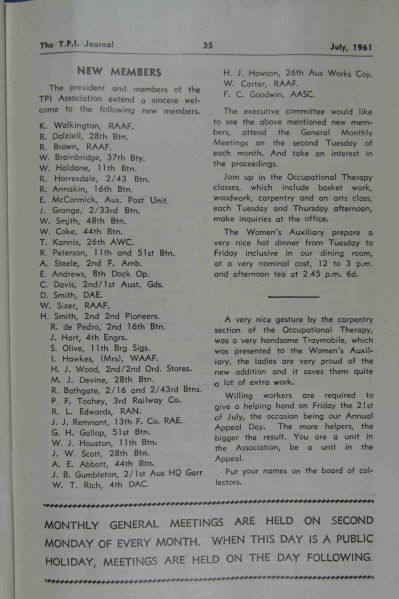 The T.P.I. Journal 35 July, 1961
NEW MEMBERS
The president and members of the
TPI Association extend a sincere wel-
come to the following new members.
K. Walkington, RAAF.
R. Dalziell, 28th Btn.
R. Brown, RAAF.
W. Brainbridge, 37th Bty.
W. Haldane, 11th Btn.
R. Horresdale, 2/43 Btn.
R. Annakin, 16th Btn.
E. McCormick, Aus. Post Unit.
J. Grange, 2/33rd Btn.
W. Smith, 48th Btn.
W. Coke, 44th Btn.
T. Kannis, 26th AWC.
R. Peterson, 11th and 51st Btn.
A. Steele, 2nd F. Amb.
E. Andrews, 8th Dock Op.
C. Davis, 2nd/1st Aust. Gds.
D. Smith, DAE.
W. Sizer, RAAF.
H. Smith, 2nd 2nd Pioneers.
R. de Pedro, 2nd 16th Btn.
J. Hart, 4th Engrs.
S. Olive, 11th Brg Sigs.
I. Hawkes, (Mrs), WAAF.
H. J. Wood, 2nd/2nd Ord. Stores.
M. J. Devine, 28th Btn.
R. Bathgate, 2/16 and 2/43rd Btns.
P. F. Toohey, 3rd Railway Co.
R. L. Edwards, RAN.
J. J. Remnant, 13th F. Co. RAE.
G. H. Gallop, 51st Btn.
W. J. Houston, 11th Btn.
J. W. Scott, 28th Btn.
A. E. Abbott, 44th Btn.
J. B. Gumbleton, 2/1st Aus HQ Garr
W. T. Rich, 4th DAC.
H. J. Howson, 26th Aus Works Coy.
W. Carter, RAAF.
F. C. Goodwin, AASC.
The executive committee would like
to see the above mentioned new mem-
bers, attend the General Monthly
Meetings on the second Tuesday of
each month. And take an interest in
the proceedings.
Join up in the Occupational Therapy
classes, which include basket work,
woodwork, carpentry and an arts class,
each Tuesday and Thursday afternoon,
make inquiries at the office.
The Women's Auxiliary prepare a
very nice hot dinner from Tuesday to
Friday inclusive in our dining room,
at a very nominal cost, 12 to 3 p.m.
and afternoon tea at 2.45 p.m. 6d.
A very nice gesture by the carpentry
section of the Occupational Therapy,
was a very handsome Traymobile, which
was presented to the Women's Auxil-
iary, the ladies are very proud of the
new addition and it saves them quite
a lot of extra work.
Willing workers are required to
give a helping hand on Friday the 21st
of July, the occasion being our Annual
Appeal Day. The more helpers, the
bigger the result. You are a unit in
the Association, be a unit in the
Appeal.
Put your names on the board of col-
lectors.
MONTHLY GENERAL MEETINGS ARE HELD ON SECOND
MONDAY OF EVERY MONTH. WHEN THIS DAY IS A PUBLIC
HOLIDAY, MEETINGS ARE HELD ON THE DAY FOLLOWING.